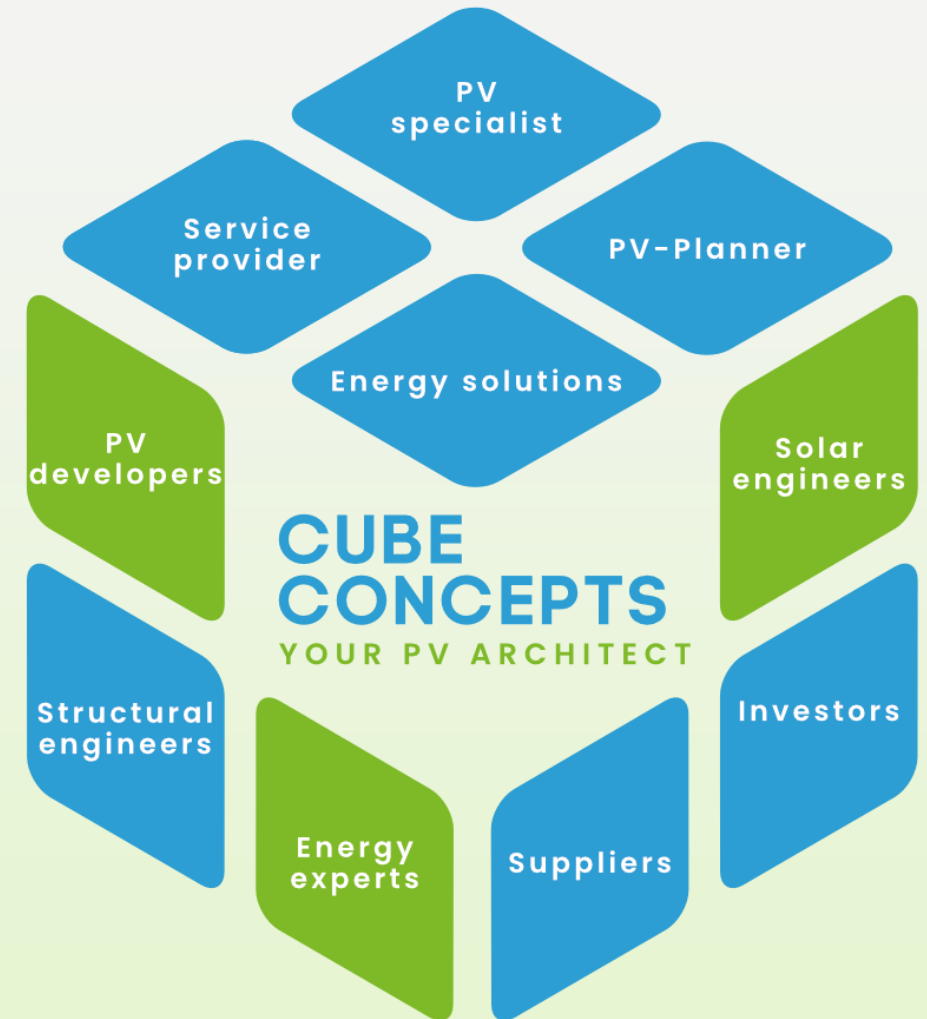 PV
specialist
Service
provider
PV-Planner
Energy solutions
PV
developers
Solar
engineers
CUBE
CONCEPTS
YOUR PV ARCHITECT
Structural
engineers
Investors
Energy
experts
Suppliers